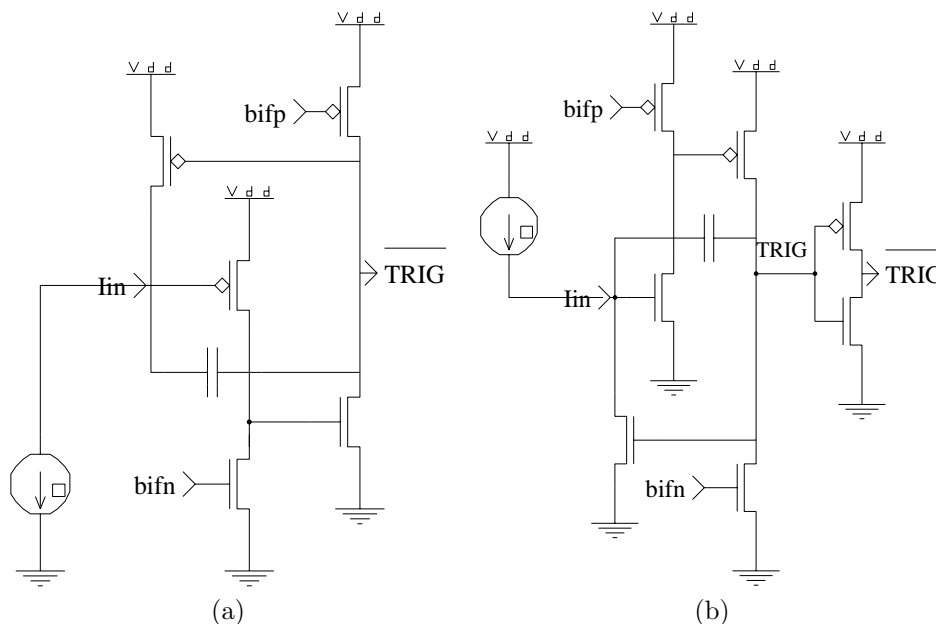 Vdd
Vdd
bifp
Vdd
Iin
TRIG
bifn
(a)
Vdd
Vdd
bifp
Vdd
Vdd
TRIG
TRIG
Iin
bifn
(b)